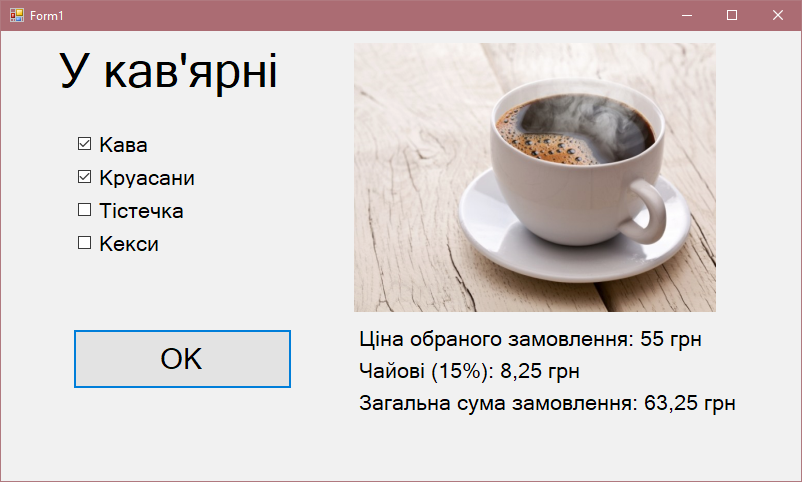 Form1
У кав'ярні
Кава
Круасани
Тістечка
Кекси
OK
Ціна обраного замовлення: 55 грн
Чайові (15%): 8,25 грн
Загальна сума замовлення: 63,25 грн